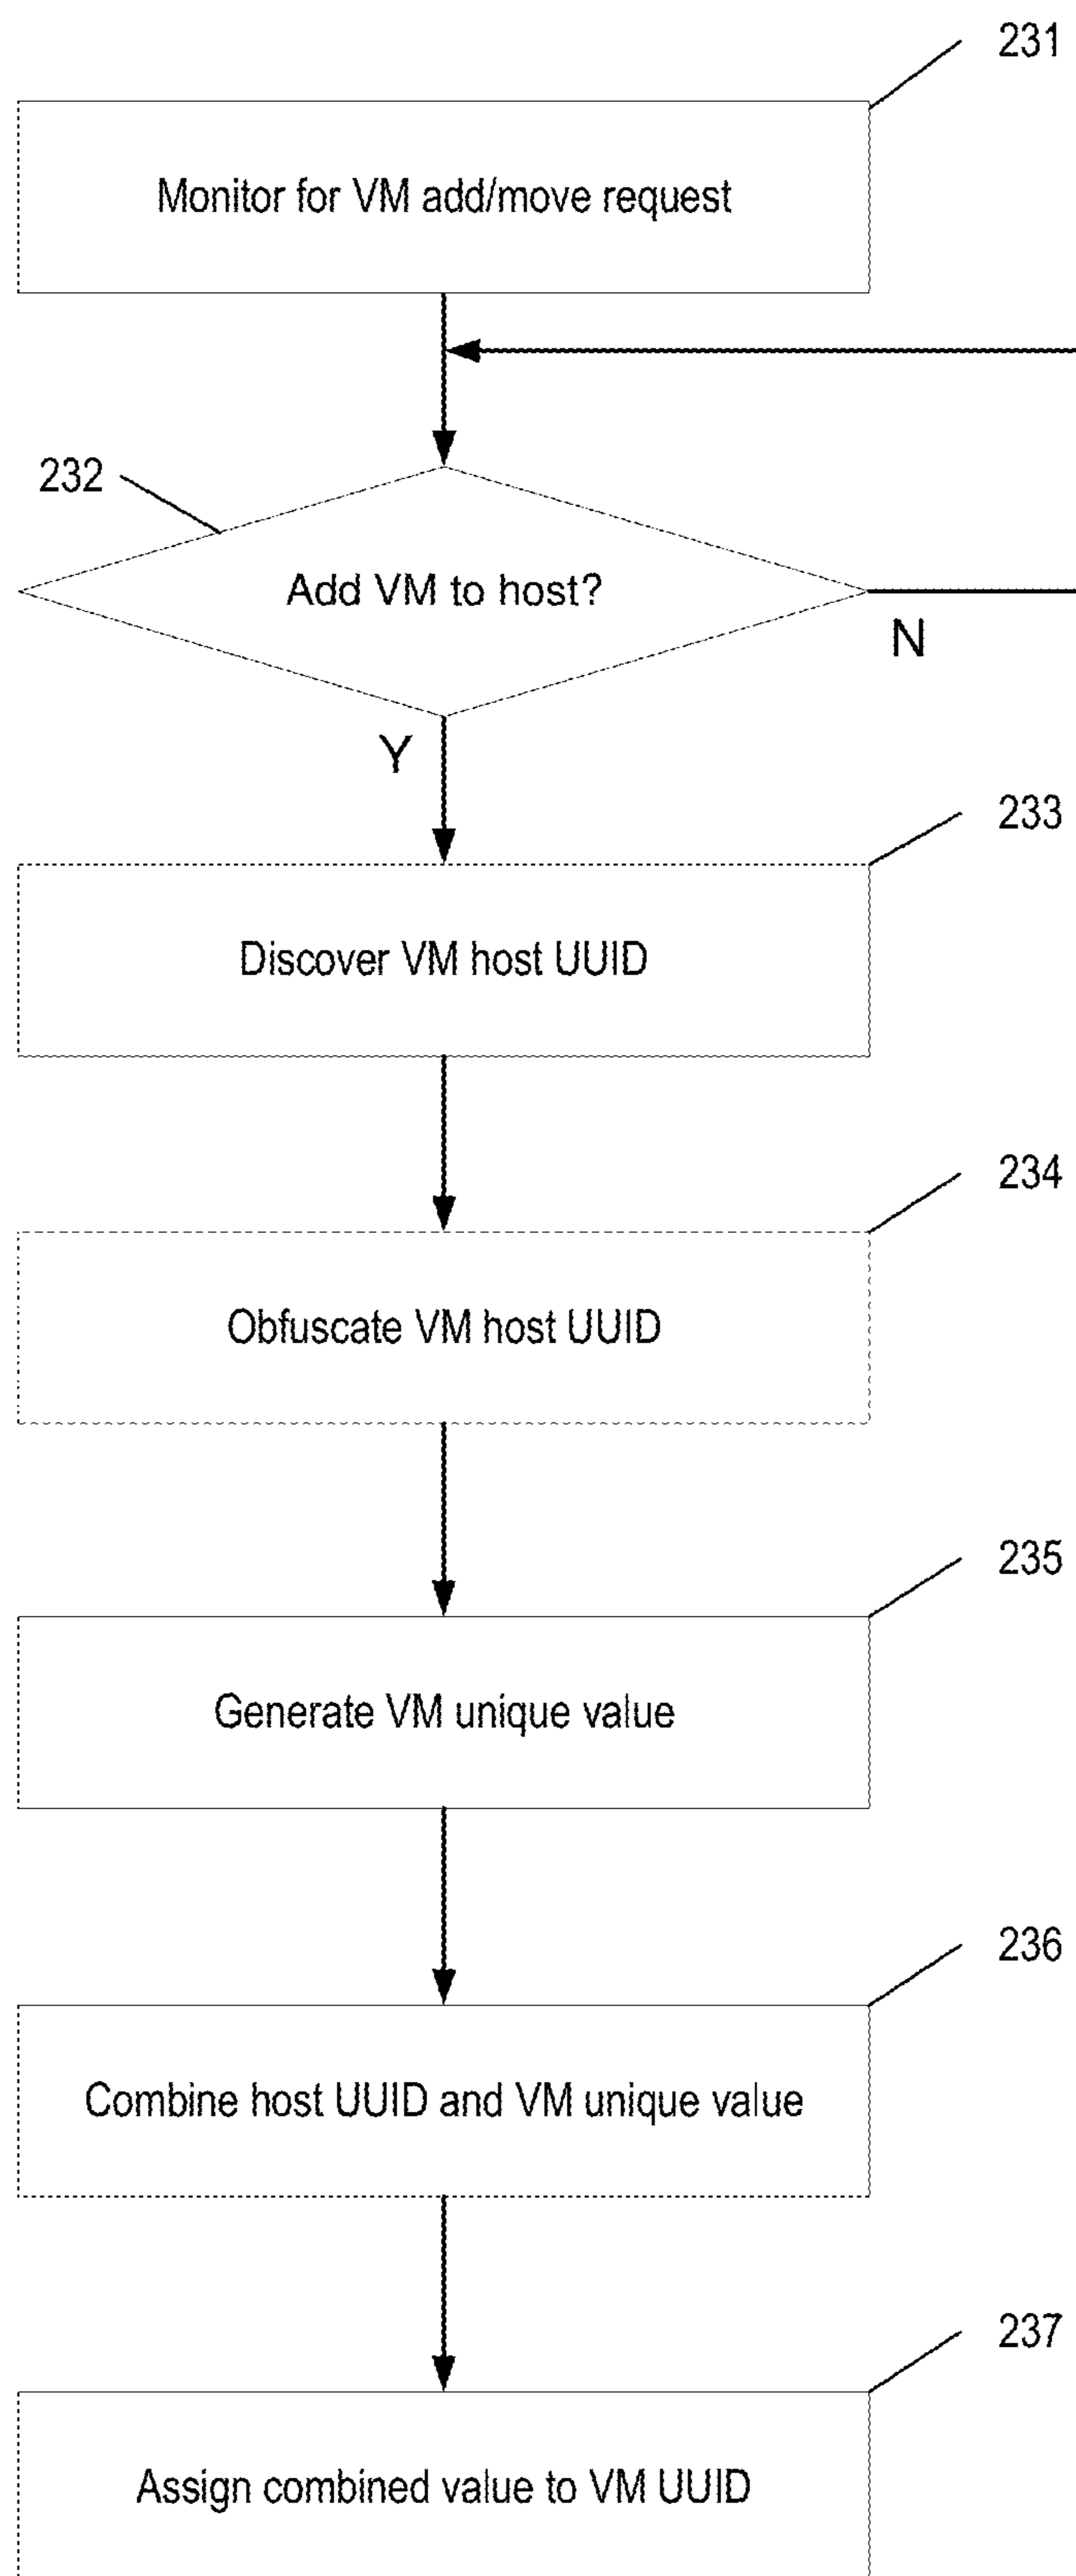 231
Monitor for VM add/move request
232
Add VM to host?
N
Y
233
Discover VM host UUID
234
Obfuscate VM host UUID
235
Generate VM unique value
236
Combine host UUID and VM unique value
237
Assign combined value to VM UUID